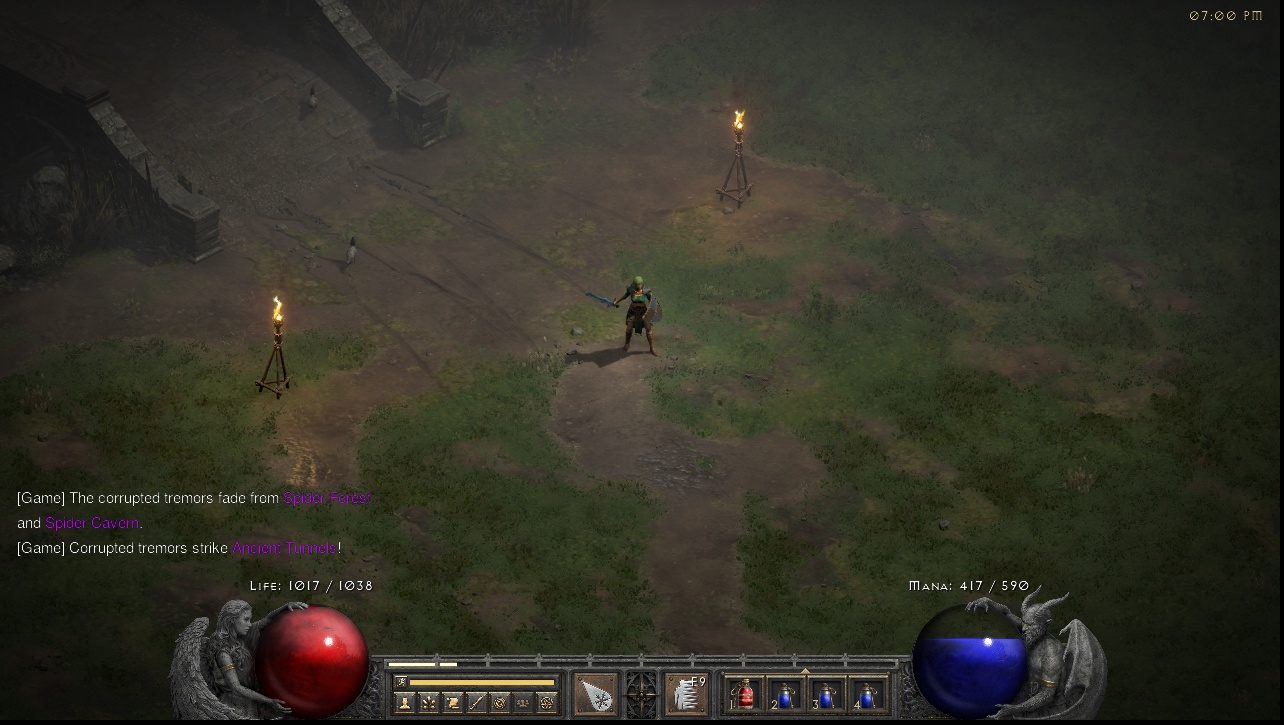 07:00 PM
[Game] The corrupted tremors fade from Spider Forest
and Spider Cavern.
[Game] Corrupted tremors strike Ancient Tunnels!
Life: 1017 / 1038
Mana: 417 / 590
F9
1 2 3 4